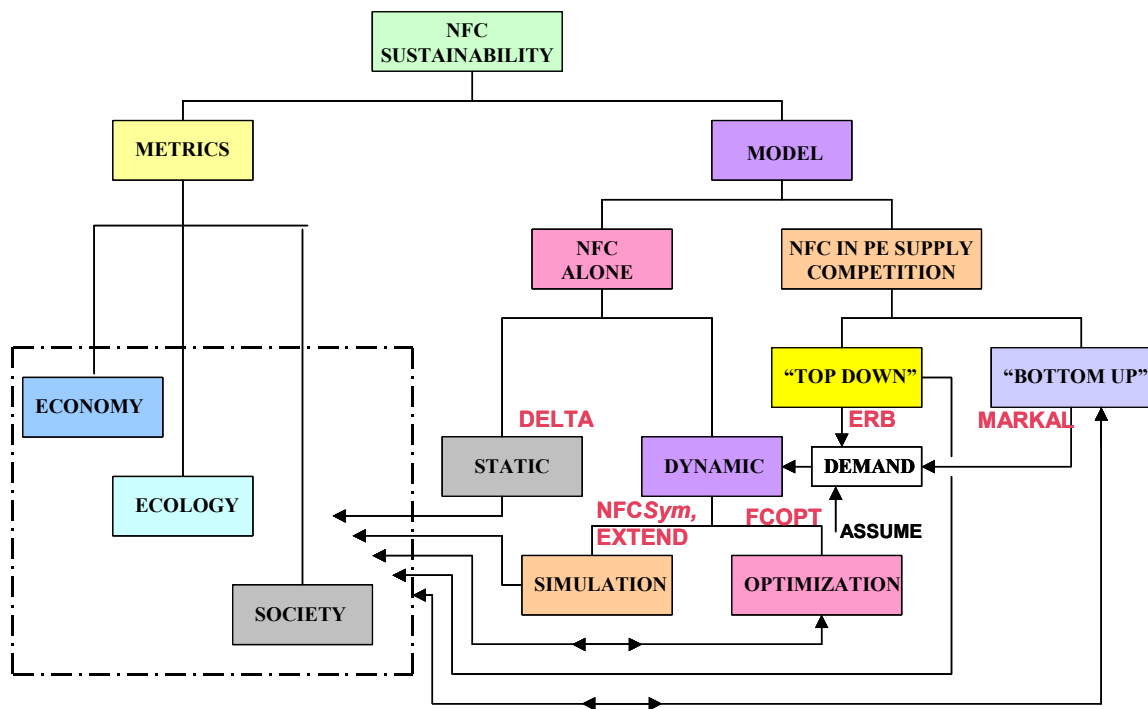 NFC
SUSTAINABILITY
METRICS
MODEL
NFC
ALONE
NFC IN PE SUPPLY
COMPETITION
“TOP DOWN”
“BOTTOM UP”
ECONOMY
DELTA
ERB
MARKAL
STATIC
DYNAMIC
DEMAND
ECOLOGY
NFCSym,
EXTEND
FCOPT
ASSUME
SIMULATION
OPTIMIZATION
SOCIETY